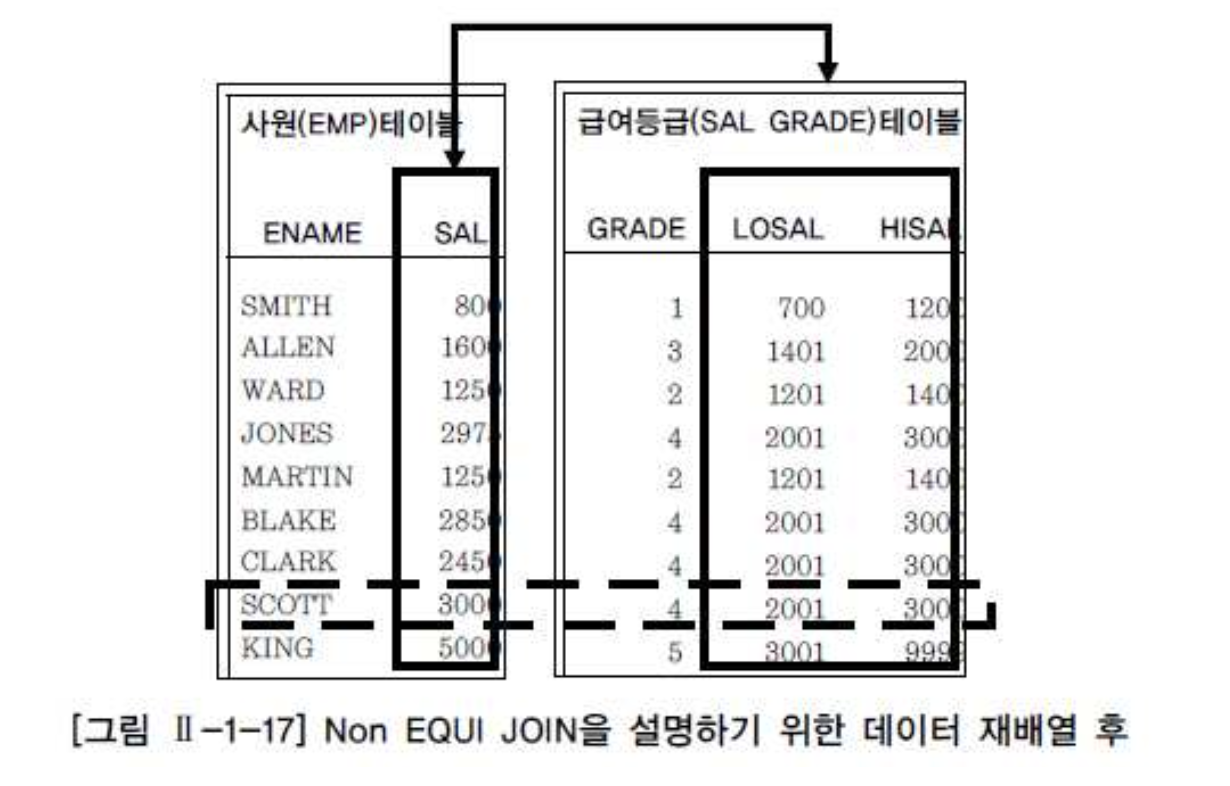 사원(EMP)테이블
급여등급(SAL GRADE)테이블
ENAME SAL GRADE LOSAL HISAL
SMITH 800 1 700 1200
ALLEN 1600 3 1401 2000
WARD 1250 2 1201 1400
JONES 2975 4 2001 3000
MARTIN 1250 2 1201 1400
BLAKE 2850 4 2001 3000
CLARK 2450 4 2001 3000
SCOTT 3000 4 2001 3000
KING 5000 5 3001 9999
[그림 Ⅱ-1-17] Non EQUI JOIN을 설명하기 위한 데이터 재배열 후